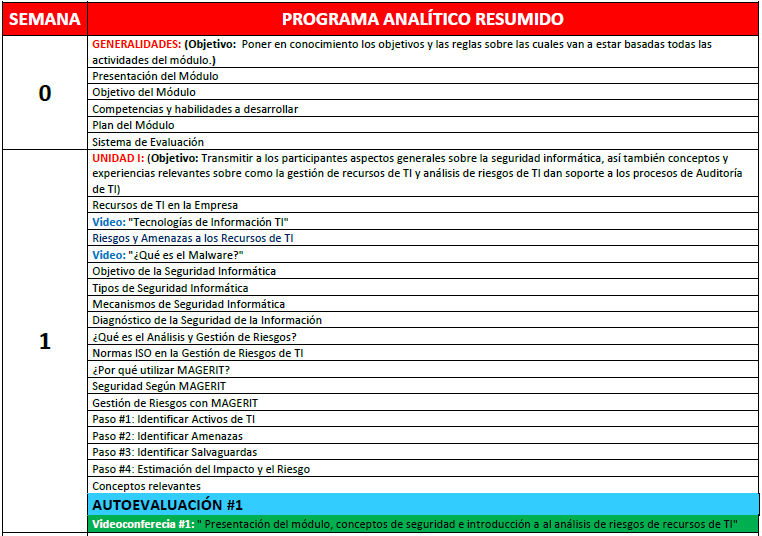 SEMANA PROGRAMA ANALÍTICO RESUMIDO
0
GENERALIDADES: (Objetivo: Poner en conocimiento los objetivos y las reglas sobre las cuales van a estar basadas todas las
actividades del módulo.)
Presentación del Módulo
Objetivo del Módulo
Competencias y habilidades a desarrollar
Plan del Módulo
Sistema de Evaluación
1
UNIDAD I: (Objetivo: Transmitir a los participantes aspectos generales sobre la seguridad informática, así también conceptos y
experiencias relevantes sobre como la gestión de recursos de TI y análisis de riesgos de TI dan soporte a los procesos de Auditoría
de TI)
Recursos de TI en la Empresa
Video: "Tecnologías de Información TI"
Riesgos y Amenazas a los Recursos de TI
Video: "¿Qué es el Malware?"
Objetivo de la Seguridad Informática
Tipos de Seguridad Informática
Mecanismos de Seguridad Informática
Diagnóstico de la Seguridad de la Información
¿Qué es el Análisis y Gestión de Riesgos?
Normas ISO en la Gestión de Riesgos de TI
¿Por qué utilizar MAGERIT?
Seguridad Según MAGERIT
Gestión de Riesgos con MAGERIT
Paso #1: Identificar Activos de TI
Paso #2: Identificar Amenazas
Paso #3: Identificar Salvaguardas
Paso #4: Estimación del Impacto y el Riesgo
Conceptos relevantes
AUTOEVALUACIÓN #1
Videoconferecia #1: " Presentación del módulo, conceptos de seguridad e introducción a al análisis de riesgos de recursos de TI"